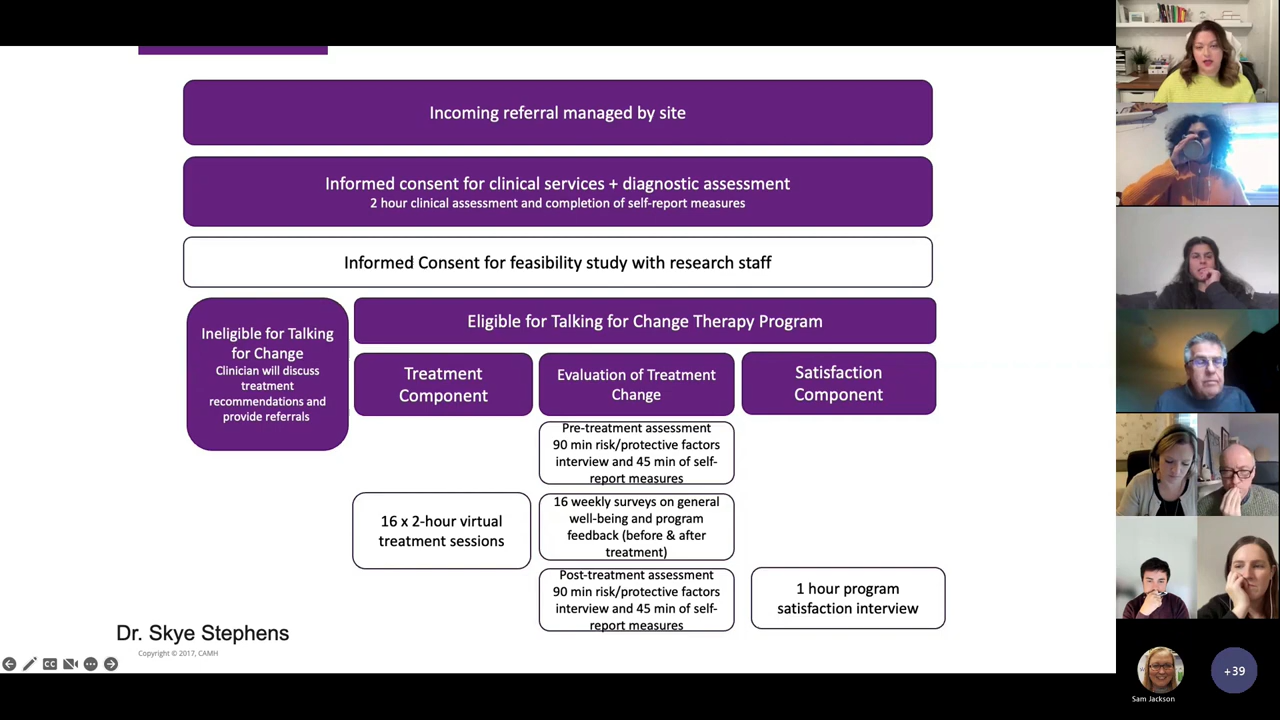 Incoming referral managed by site
Informed consent for clinical services + diagnostic assessment
2 hour clinical assessment and completion of self-report measures
Informed Consent for feasibility study with research staff
Ineligible for Talking
for Change
Clinician will discuss
treatment
recommendations and
provide referrals
Eligible for Talking for Change Therapy Program
Treatment
Component
Evaluation of Treatment
Change
Satisfaction
Component
Pre-treatment assessment
90 min risk/protective factors
interview and 45 min of self-
report measures
16 x 2-hour virtual
treatment sessions
16 weekly surveys on general
well-being and program
feedback (before & after
treatment)
Post-treatment assessment
90 min risk/protective factors
interview and 45 min of self-
report measures
1 hour program
satisfaction interview
Dr. Skye Stephens
Copyright © 2017, CAMH
CC
Sam Jackson
+39